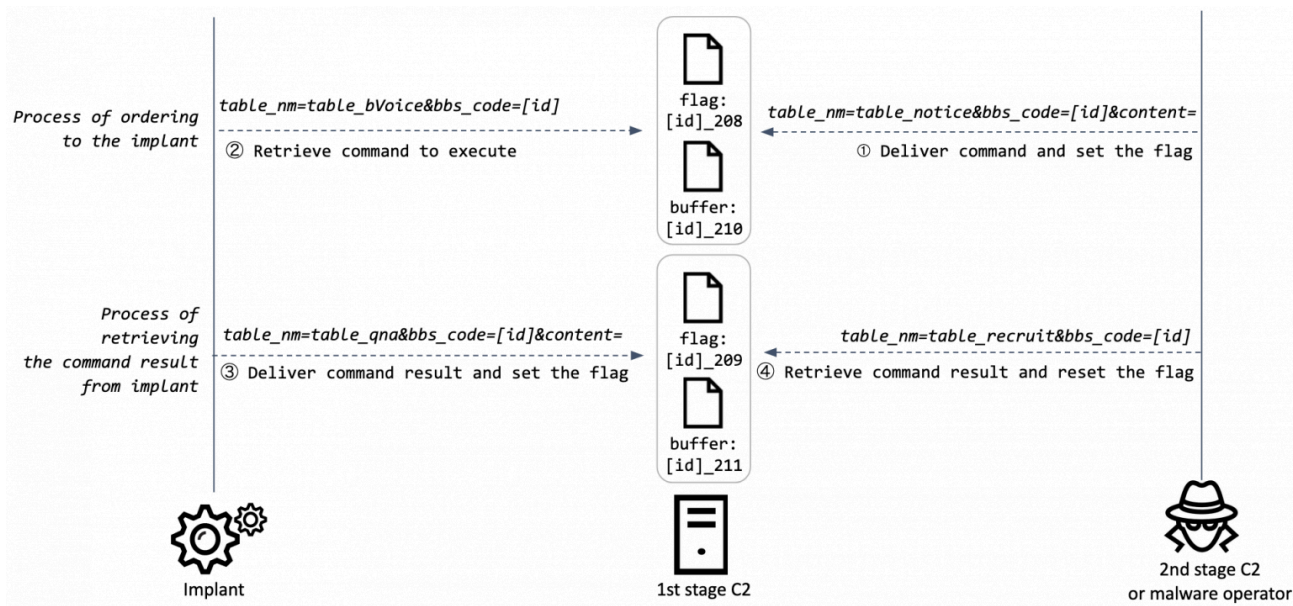 Process of ordering
to the implant
table_nm=table_bVoice&bbs_code=[id]
② Retrieve command to execute
flag:
[id]_208
buffer:
[id]_210
table_nm=table_notice&bbs_code=[id]&content=
① Deliver command and set the flag
Process of
retrieving
the command result
from implant
table_nm=table_qna&bbs_code=[id]&content=
③ Deliver command result and set the flag
flag:
[id]_209
buffer:
[id]_211
table_nm=table_recruit&bbs_code=[id]
④ Retrieve command result and reset the flag
Implant
1st stage C2
2nd stage C2
or malware operator